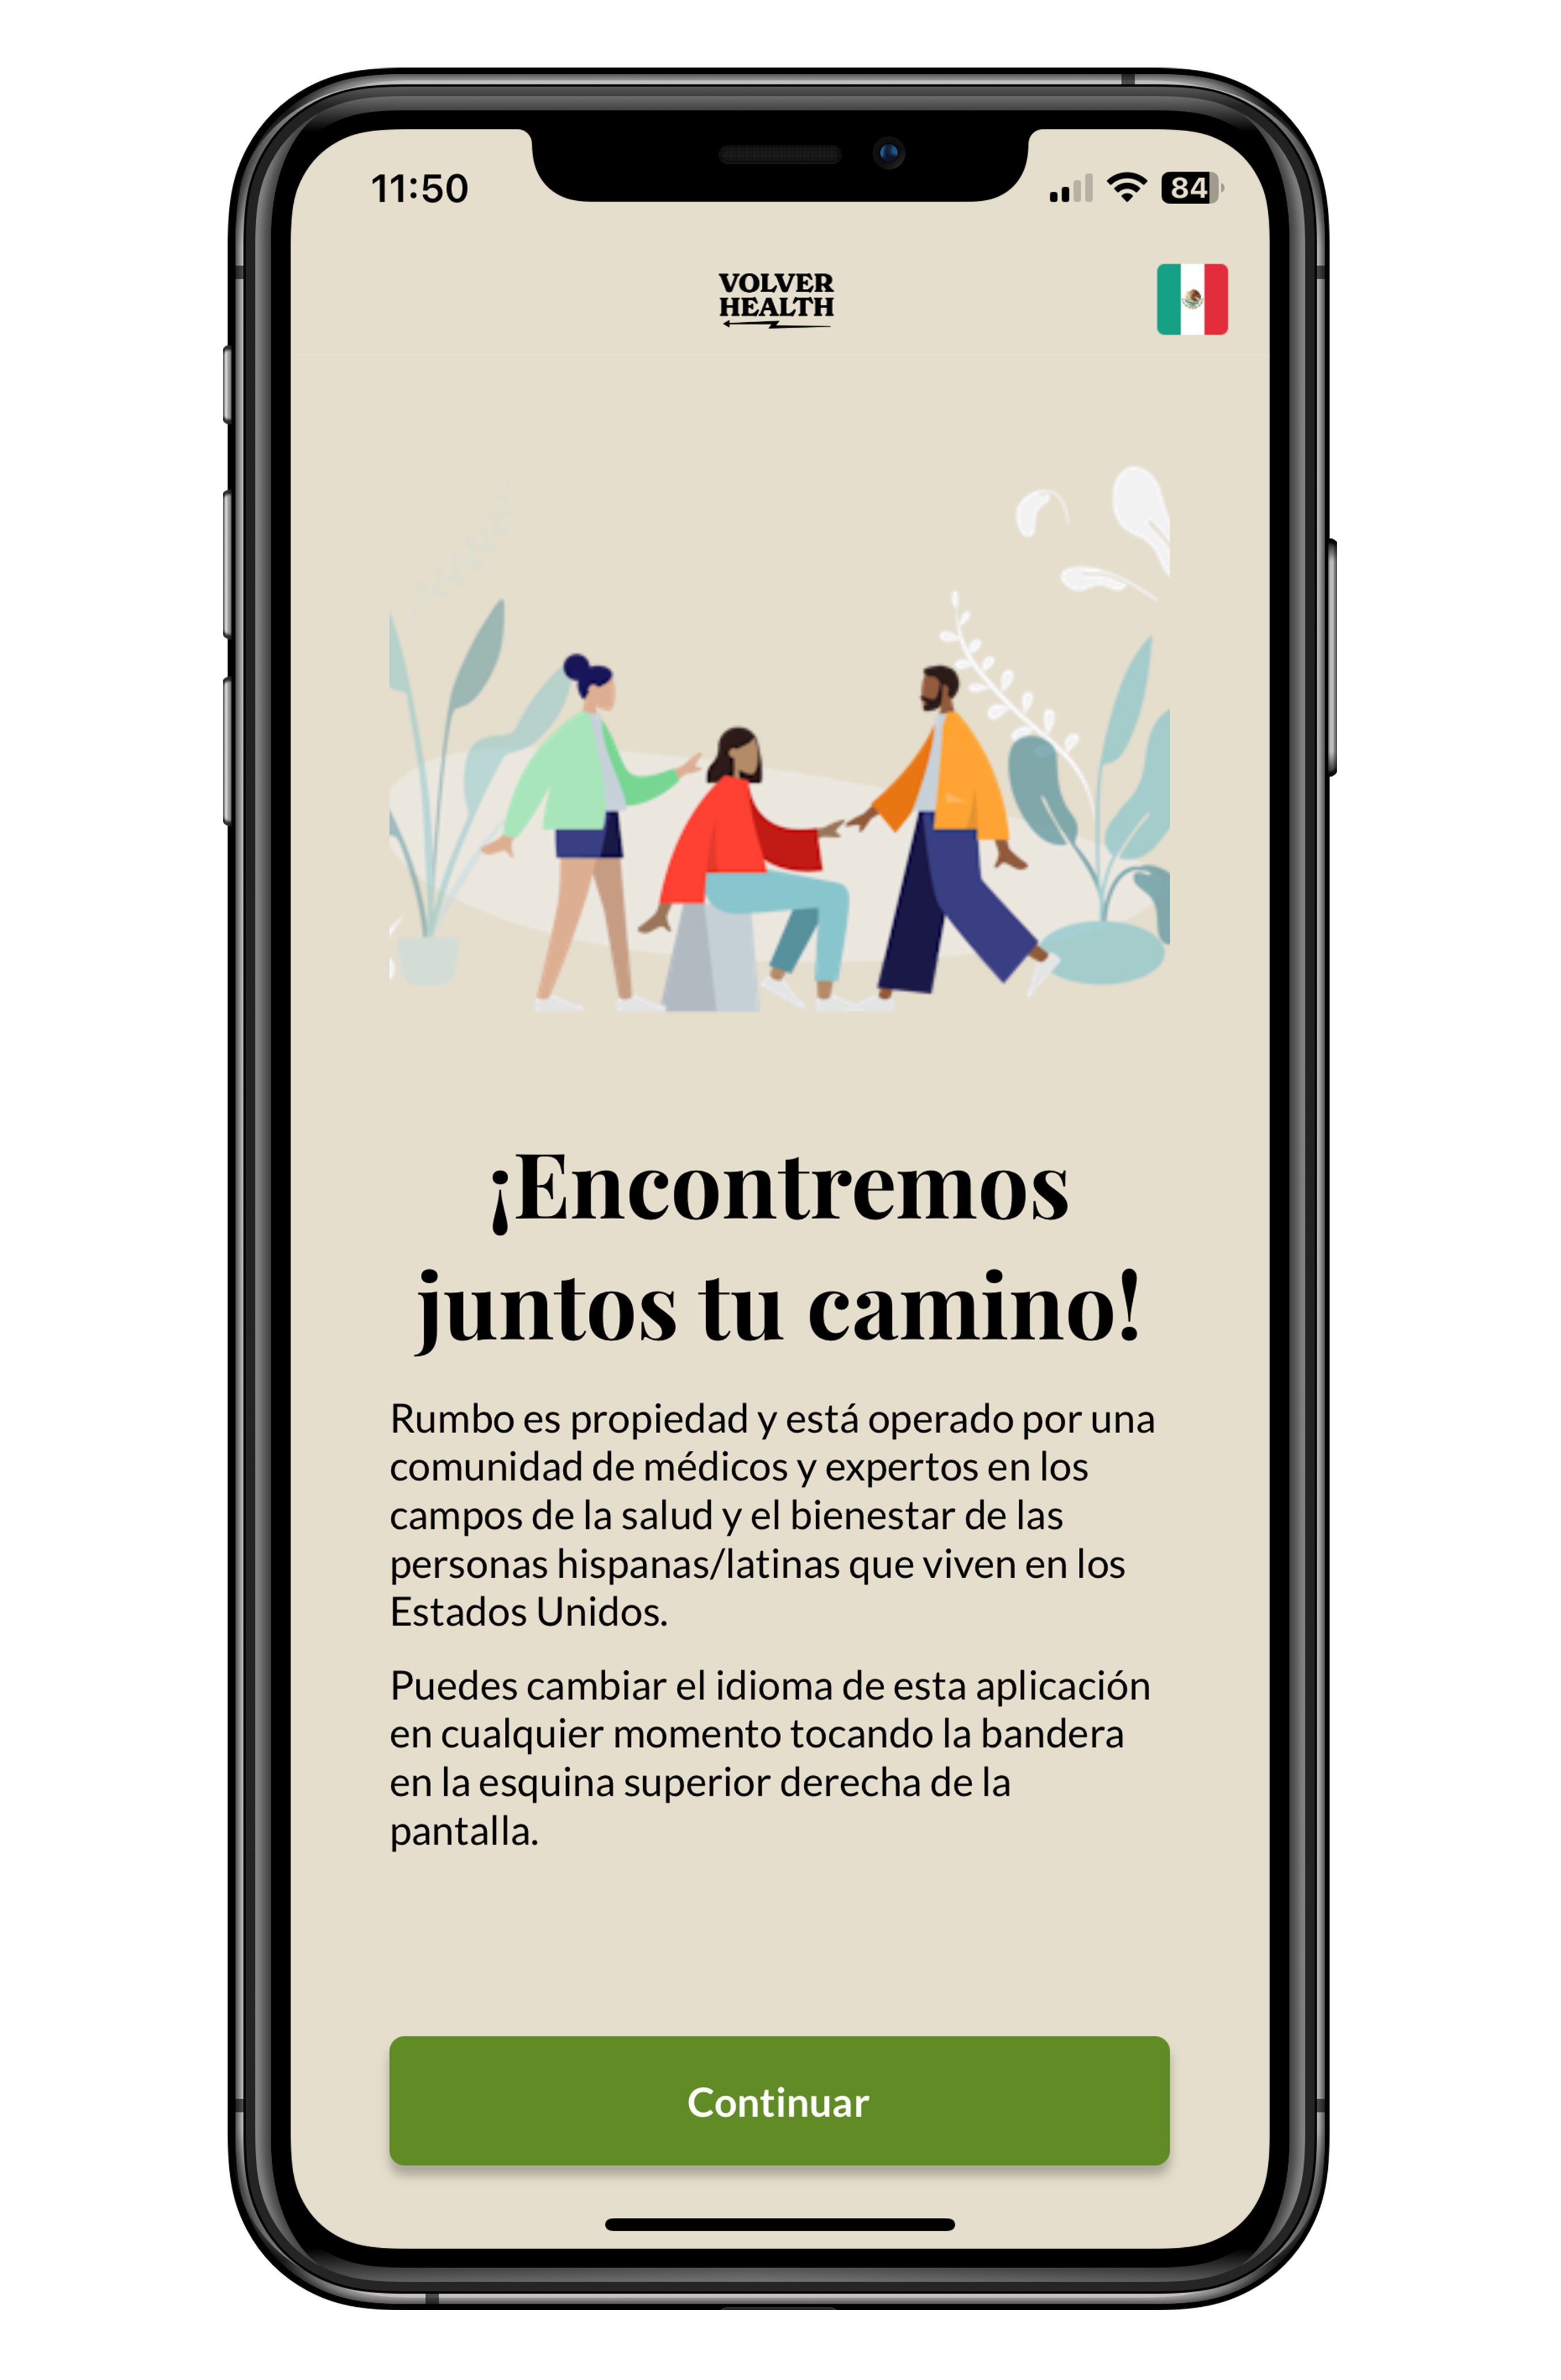 11:50
84
VOLVER
HEALTH
¡Encontremos
juntos tu camino!
Rumbo es propiedad y está operado por una
comunidad de médicos y expertos en los
campos de la salud y el bienestar de las
personas hispanas/latinas que viven en los
Estados Unidos.
Puedes cambiar el idioma de esta aplicación
en cualquier momento tocando la bandera
en la esquina superior derecha de la
pantalla.
Continuar